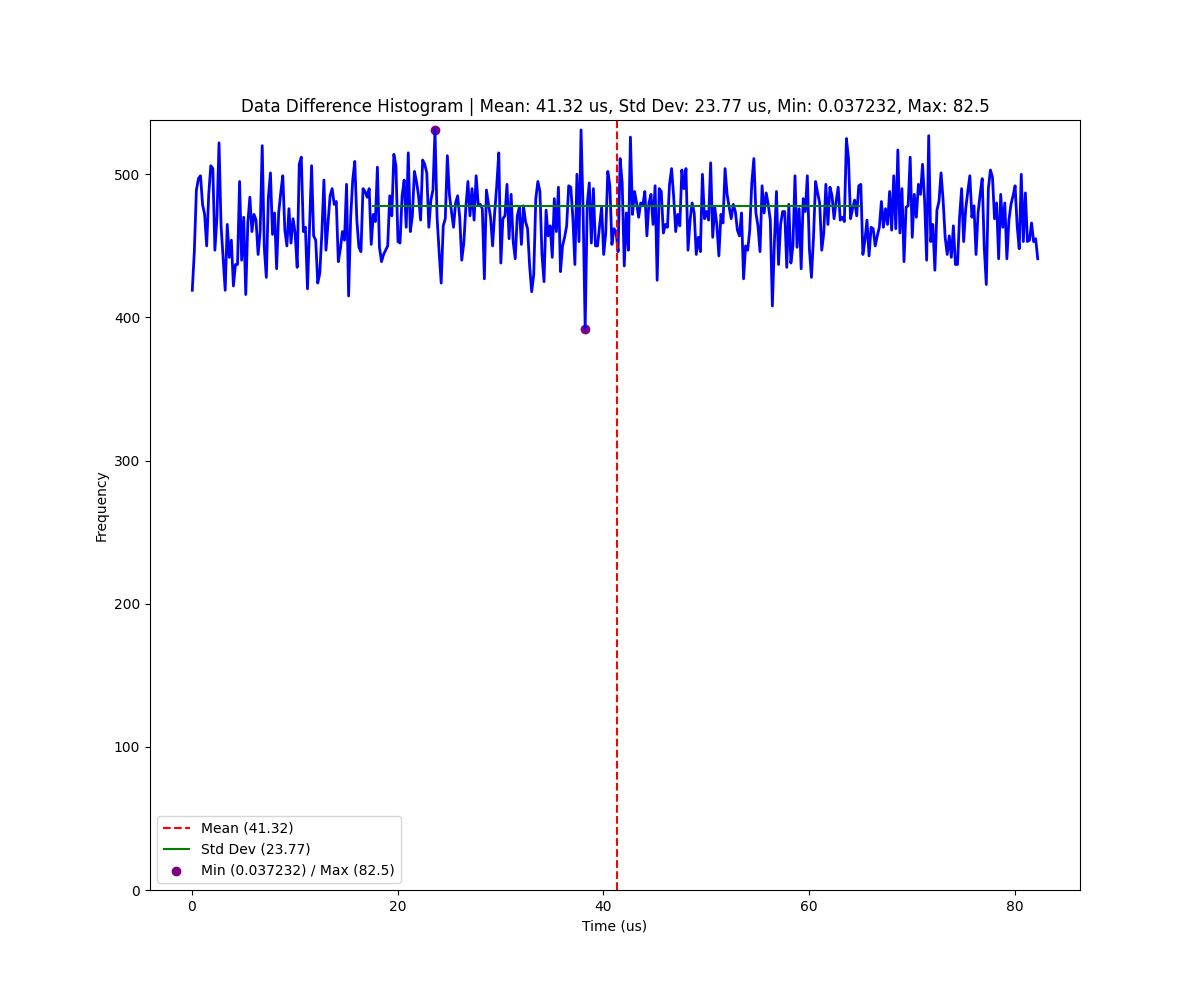 Data Difference Histogram | Mean: 41.32 us, Std Dev: 23.77 us, Min: 0.037232, Max: 82.5
500
400
300
200
100
0
Frequency
Mean (41.32)
Std Dev (23.77)
Min (0.037232) / Max (82.5)
0 20 40 60 80
Time (us)